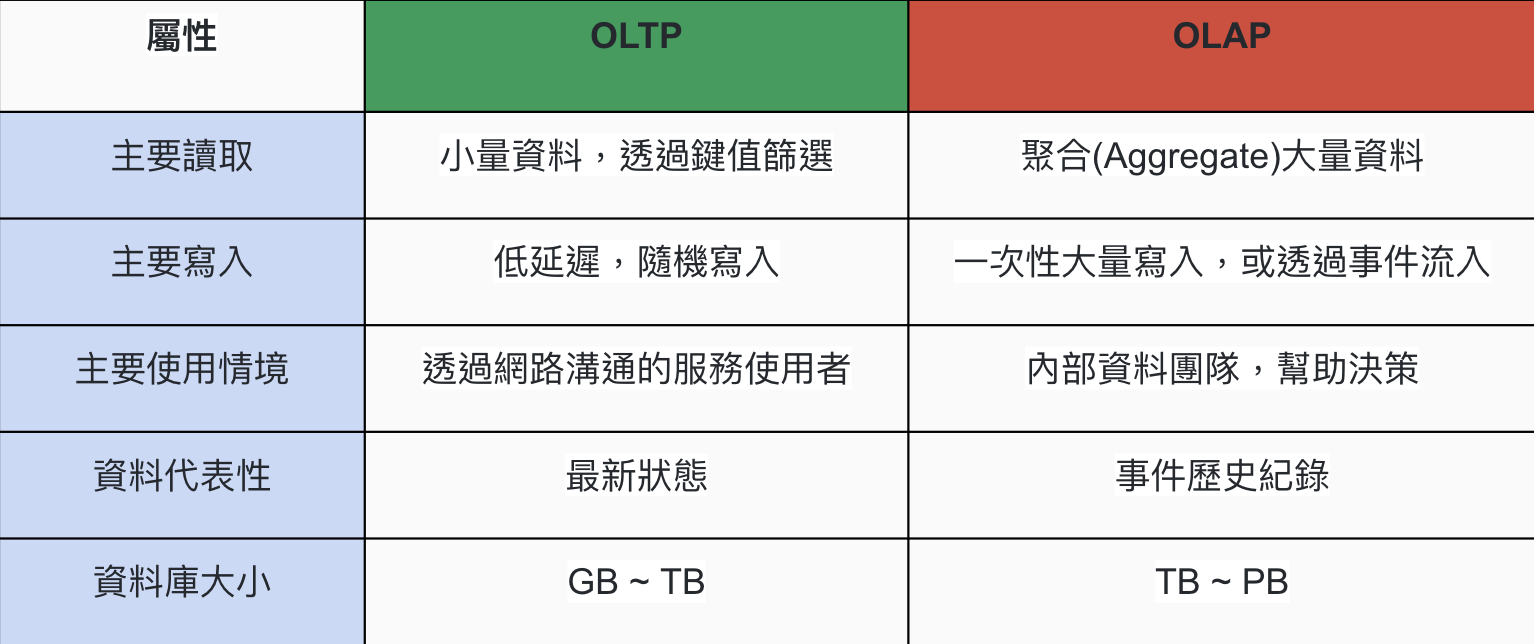 屬性 OLTP OLAP
主要讀取 小量資料，透過鍵值篩選 聚合(Aggregate)大量資料
主要寫入 低延遲，隨機寫入 一次性大量寫入，或透過事件流入
主要使用情境 透過網路溝通的服務使用者 內部資料團隊，幫助決策
資料代表性 最新狀態 事件歷史紀錄
資料庫大小 GB ~ TB TB ~ PB